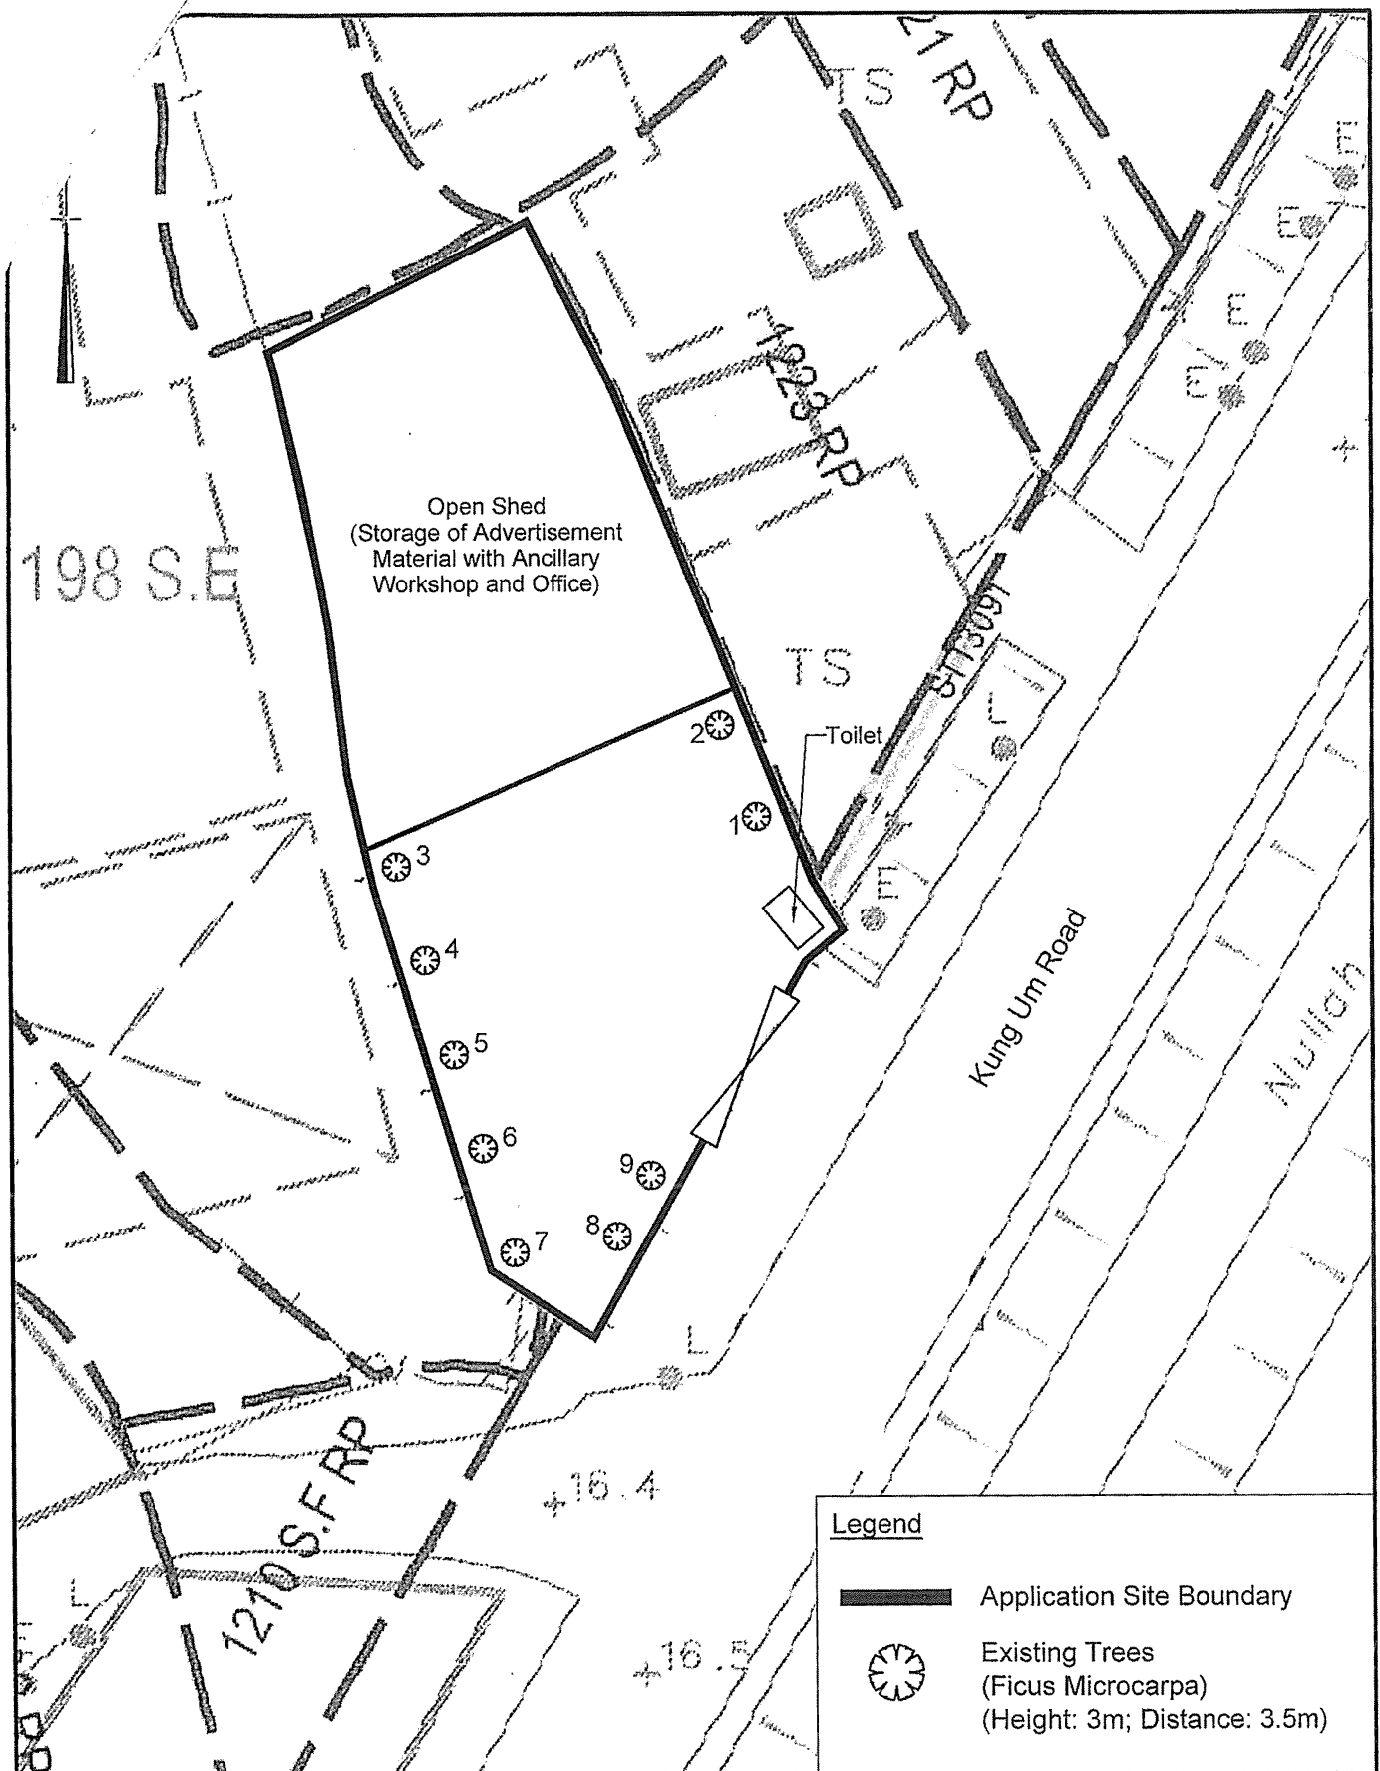 21 RP
TS
E
E
E
E
1223 RP
Open Shed
(Storage of Advertisement
Material with Ancillary
Workshop and Office)
198 S.E
TS
L
2
Toilet
1
3
E
4
Kung Um Road
Nullah
5
6
9
8
7
L
1210 S.F RP
16.4
L
16.5
Legend
Application Site Boundary
Existing Trees
(Ficus Microcarpa)
(Height: 3m; Distance: 3.5m)